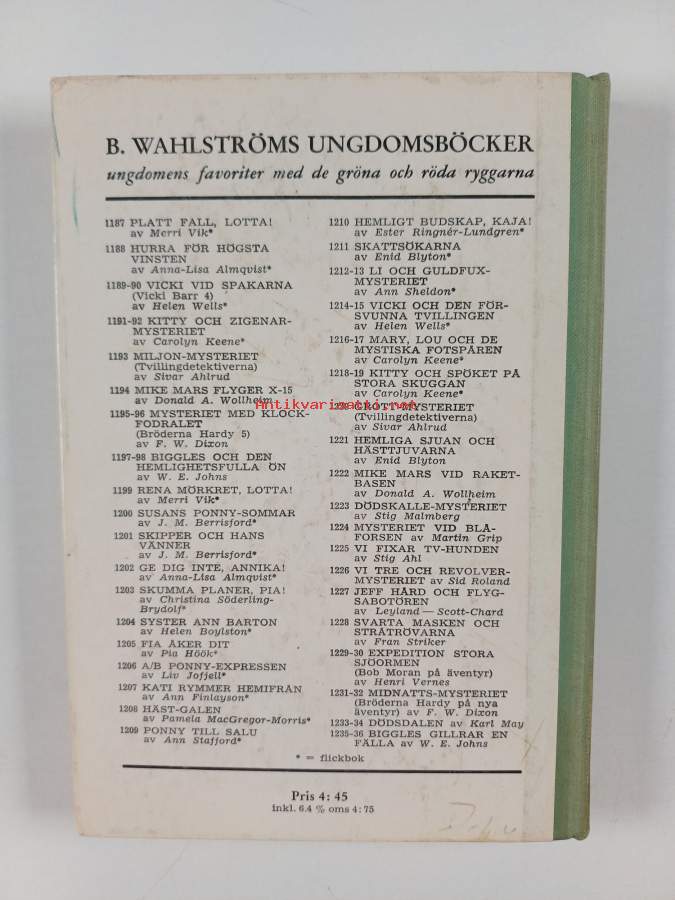 B. WAHLSTRÖMS UNGDOMSBÖCKER
ungdomens favoriter med de gröna och röda ryggarna
1187 PLATT FALL, LOTTA!
av Merri Vik*
1188 HURRA FÖR HÖGSTA
VINSTEN
av Anna-Lisa Almqvist*
1189-90 VICKI VID SPAKARNA
(Vicki Barr 4)
av Helen Wells*
1191-92 KITTY OCH ZIGENAR-
MYSTERIET
av Carolyn Keene*
1193 MILJON-MYSTERIET
(Tvillingdetektiverna)
av Sivar Ahlrud
1194 MIKE MARS FLYGER X-15
av Donald A. Wollheim
1195-96 MYSTERIET MED KLOCK-
FODRALET
(Bröderna Hardy 5)
av F. W. Dixon
1197-98 BIGGLES OCH DEN
HEMLIGHETSFULLA ÖN
av W. E. Johns
1199 RENA MÖRKRET, LOTTA!
av Merri Vik*
1200 SUSANS PONNY-SOMMAR
av J. M. Berrisford*
1201 SKIPPER OCH HANS
VÄNNER
av J. M. Berrisford*
1202 GE DIG INTE, ANNIKA!
av Anna-Lisa Almqvist*
1203 SKUMMA PLANER, PIA!
av Christina Söderling-
Brydolf*
1204 SYSTER ANN BARTON
av Helen Boylston*
1205 FIA ÅKER DIT
av Pia Höök*
1206 A/B PONNY-EXPRESSEN
av Liv Jofjell*
1207 KATI RYMMER HEMIFRÅN
av Ann Finlayson*
1208 HÄST-GALEN
av Pamela MacGregor-Morris*
1209 PONNY TILL SALU
av Ann Stafford*
1210 HEMLIGT BUDSKAP, KAJA!
av Ester Ringnér-Lundgren*
1211 SKATTSÖKARNA
av Enid Blyton*
1212-13 LI OCH GULDFUX-
MYSTERIET
av Ann Sheldon*
1214-15 VICKI OCH DEN FÖR-
SVUNNA TVILLINGEN
av Helen Wells*
1216-17 MARY, LOU OCH DE
MYSTISKA FOTSPÅREN
av Carolyn Keene*
1218-19 KITTY OCH SPÖKET PÅ
STORA SKUGGAN
av Carolyn Keene*
1220 GROTT-MYSTERIET
(Tvillingdetektiverna)
av Sivar Ahlrud
1221 HEMLIGA SJUAN OCH
HÄSTTJUVARNA
av Enid Blyton
1222 MIKE MARS VID RAKET-
BASEN
av Donald A. Wollheim
1223 DÖDSKALLE-MYSTERIET
av Stig Malmberg
1224 MYSTERIET VID BLÅ-
FORSEN av Martin Grip
1225 VI FIXAR TV-HUNDEN
av Stig Ahl
1226 VI TRE OCH REVOLVER-
MYSTERIET av Sid Roland
1227 JEFF HÅRD OCH FLYG-
SABOTÖREN
av Leyland — Scott-Chard
1228 SVARTA MASKEN OCH
STRÅTRÖVARNA
av Fran Striker
1229-30 EXPEDITION STORA
SJÖORMEN
(Bob Moran på äventyr)
av Henri Vernes
1231-32 MIDNATTS-MYSTERIET
(Bröderna Hardy på nya
äventyr) av F. W. Dixon
1233-34 DÖDSDALEN av Karl May
1235-36 BIGGLES GILLRAR EN
FÄLLA av W. E. Johns
* = flickbok
Pris 4: 45
inkl. 6.4 % oms 4: 75
Antikvariaatti.net